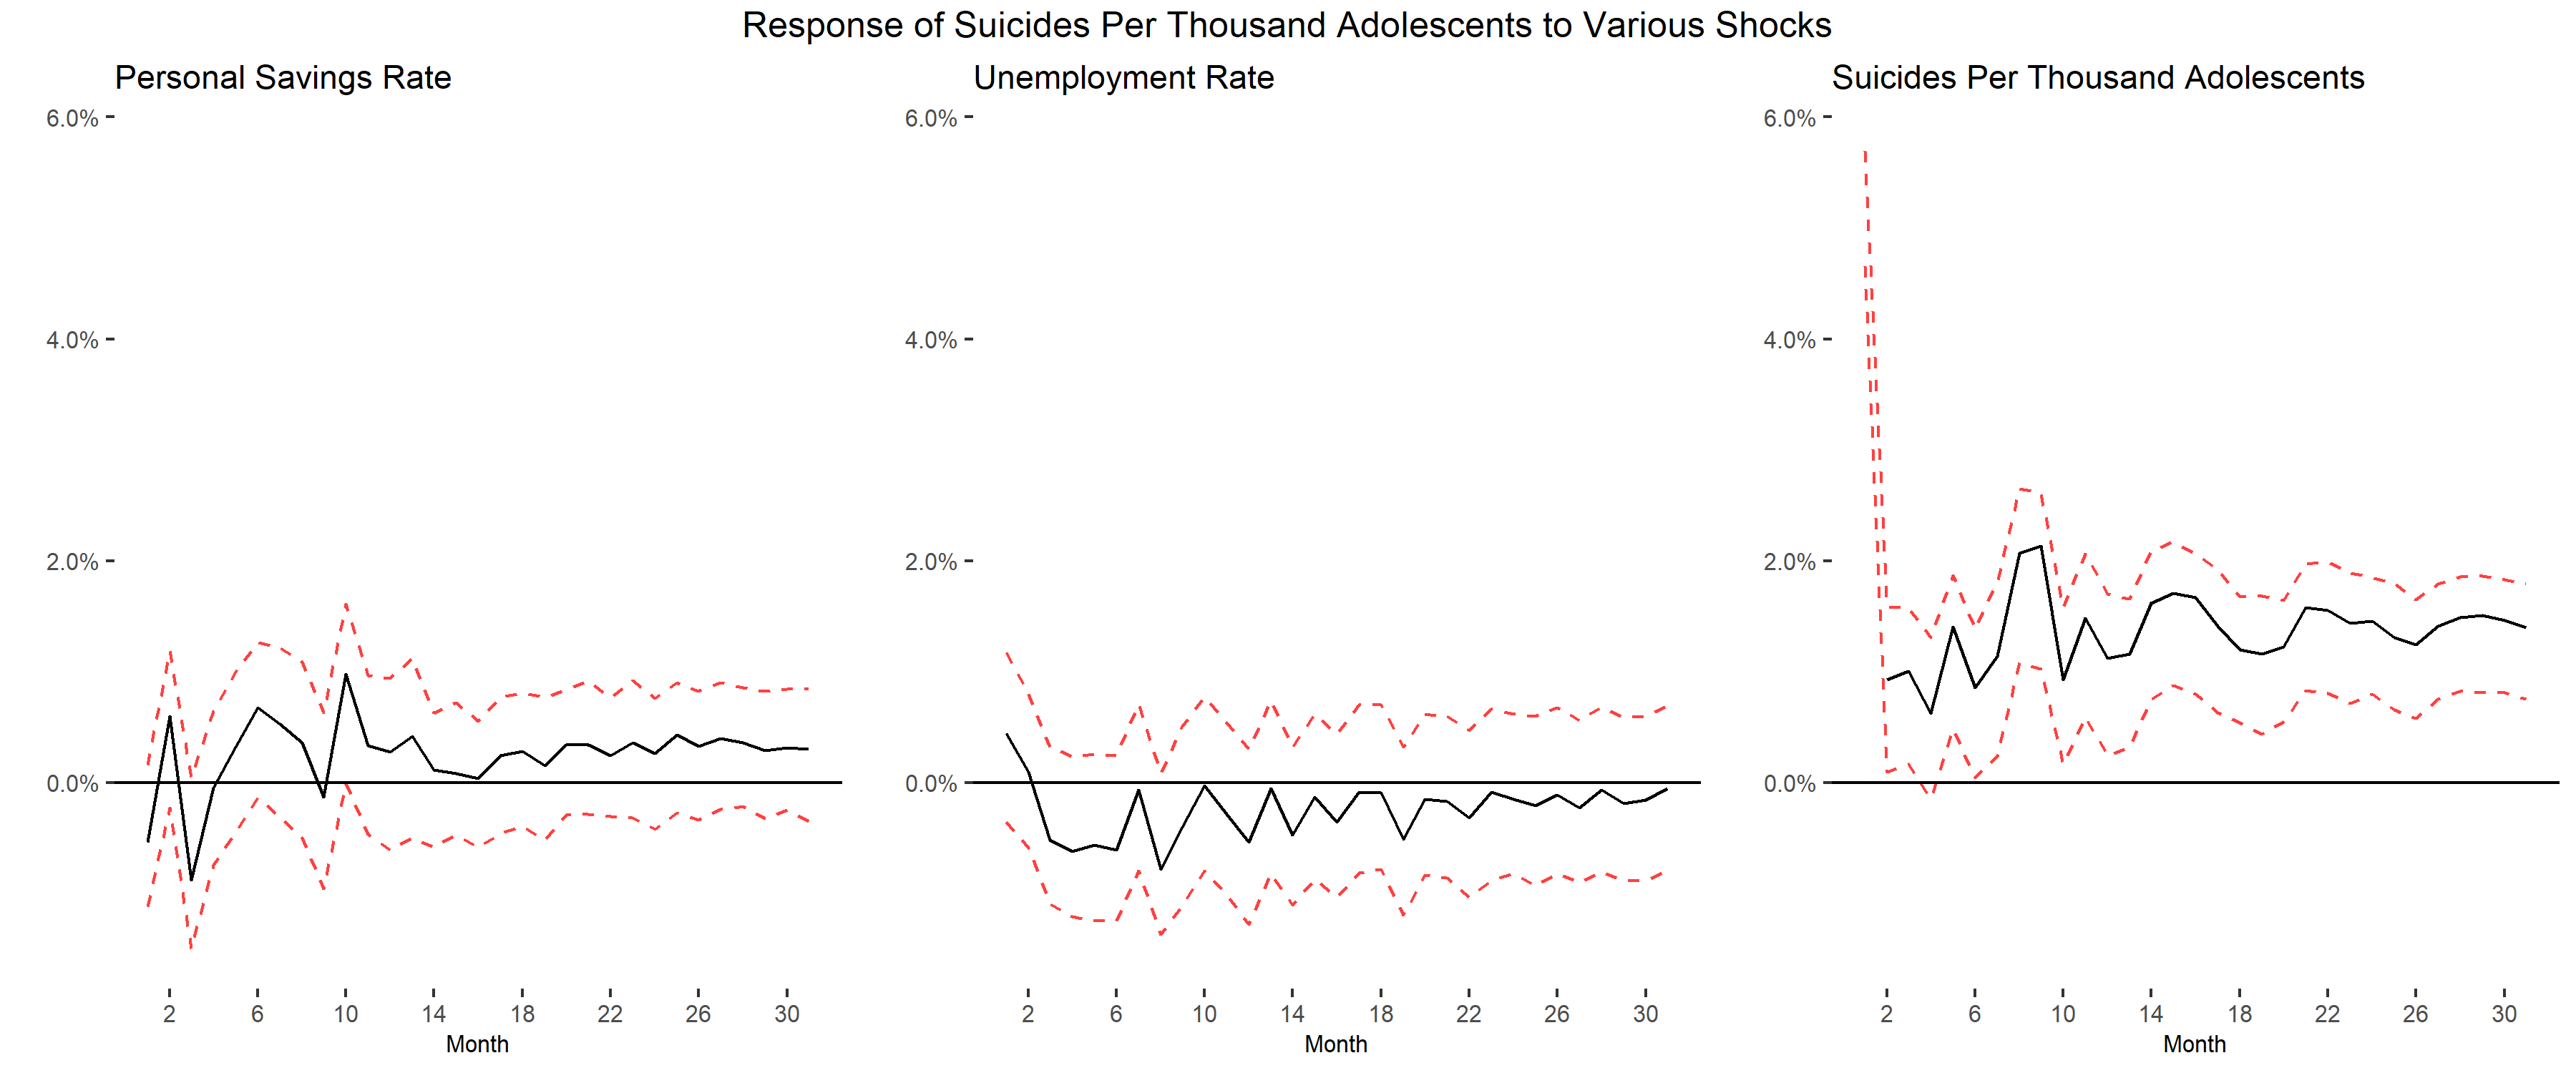 Response of Suicides Per Thousand Adolescents to Various Shocks
Personal Savings Rate
6.0%
4.0%
2.0%
0.0%
2 6 10 14 18 22 26 30
Month
Unemployment Rate
6.0%
4.0%
2.0%
0.0%
2 6 10 14 18 22 26 30
Month
Suicides Per Thousand Adolescents
6.0%
4.0%
2.0%
0.0%
2 6 10 14 18 22 26 30
Month